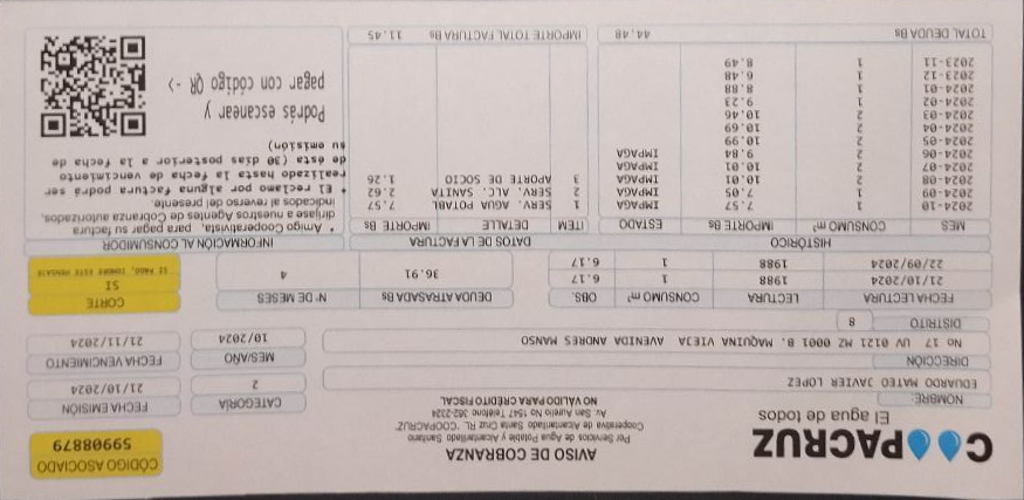 COOPACRUZ
El agua de todos
AVISO DE COBRANZA
Por Servicios de Agua Potable y Alcantarillado Sanitario
Cooperativa de Alcantarillado Santa Cruz RL. "COOPACRUZ"
Av. San Aurelio No 1547 Teléfono 352-2324
NO VÁLIDO PARA CRÉDITO FISCAL
CÓDIGO ASOCIADO
59908879
NOMBRE:
EDUARDO MATEO JAVIER LOPEZ
CATEGORÍA
2
FECHA EMISIÓN
21/10/2024
DIRECCIÓN
No 17 UV 0121 MZ 0001 B. MAQUINA VIEJA AVENIDA ANDRES MANSO
MES/AÑO
10/2024
FECHA VENCIMIENTO
21/11/2024
DISTRITO 8
FECHA LECTURA LECTURA CONSUMO m³ OBS.
21/10/2024 1988 1 6.17
22/09/2024 1988 1 6.17
DEUDA ATRASADA Bs
36.91
N° DE MESES
4
CORTE
SI
SI PAGO, IGNORE ESTE MENSAJE
HISTÓRICO
MES CONSUMO m³ IMPORTE Bs ESTADO
2024-10 1 7.57 IMPAGA
2024-09 1 7.05 IMPAGA
2024-08 2 10.01 IMPAGA
2024-07 2 10.01 IMPAGA
2024-06 2 9.84 IMPAGA
2024-05 2 10.99
2024-04 2 10.69
2024-03 2 10.46
2024-02 1 9.23
2024-01 1 8.88
2023-12 1 6.48
2023-11 1 8.49
TOTAL DEUDA Bs 44,48
DATOS DE LA FACTURA
ITEM DETALLE IMPORTE Bs
1 SERV. AGUA POTABL 7.57
2 SERV. ALC. SANITA 2.62
3 APORTE DE SOCIO 1.26
IMPORTE TOTAL FACTURA Bs 11.45
INFORMACIÓN AL CONSUMIDOR
* Amigo Cooperativista, para pagar su factura
dirijase a nuestros Agentes de Cobranza autorizados,
indicados al reverso del presente.
* El reclamo por alguna factura podrá ser
realizado hasta la fecha de vencimiento
de ésta (30 días posterior a la fecha de
su emisión)
Podrás escanear y
pagar con código QR ->